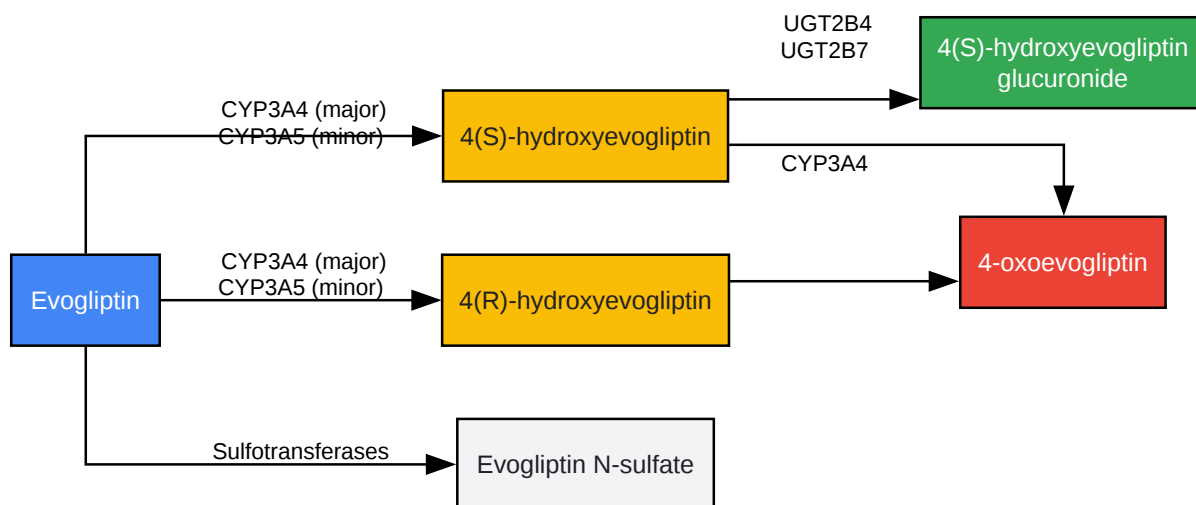 UGT2B4
UGT2B7
4(S)-hydroxyevogliptin
glucuronide
CYP3A4 (major)
CYP3A5 (minor)
4(S)-hydroxyevogliptin
CYP3A4
Evogliptin
CYP3A4 (major)
CYP3A5 (minor)
4(R)-hydroxyevogliptin
4-oxoevogliptin
Sulfotransferases
Evogliptin N-sulfate